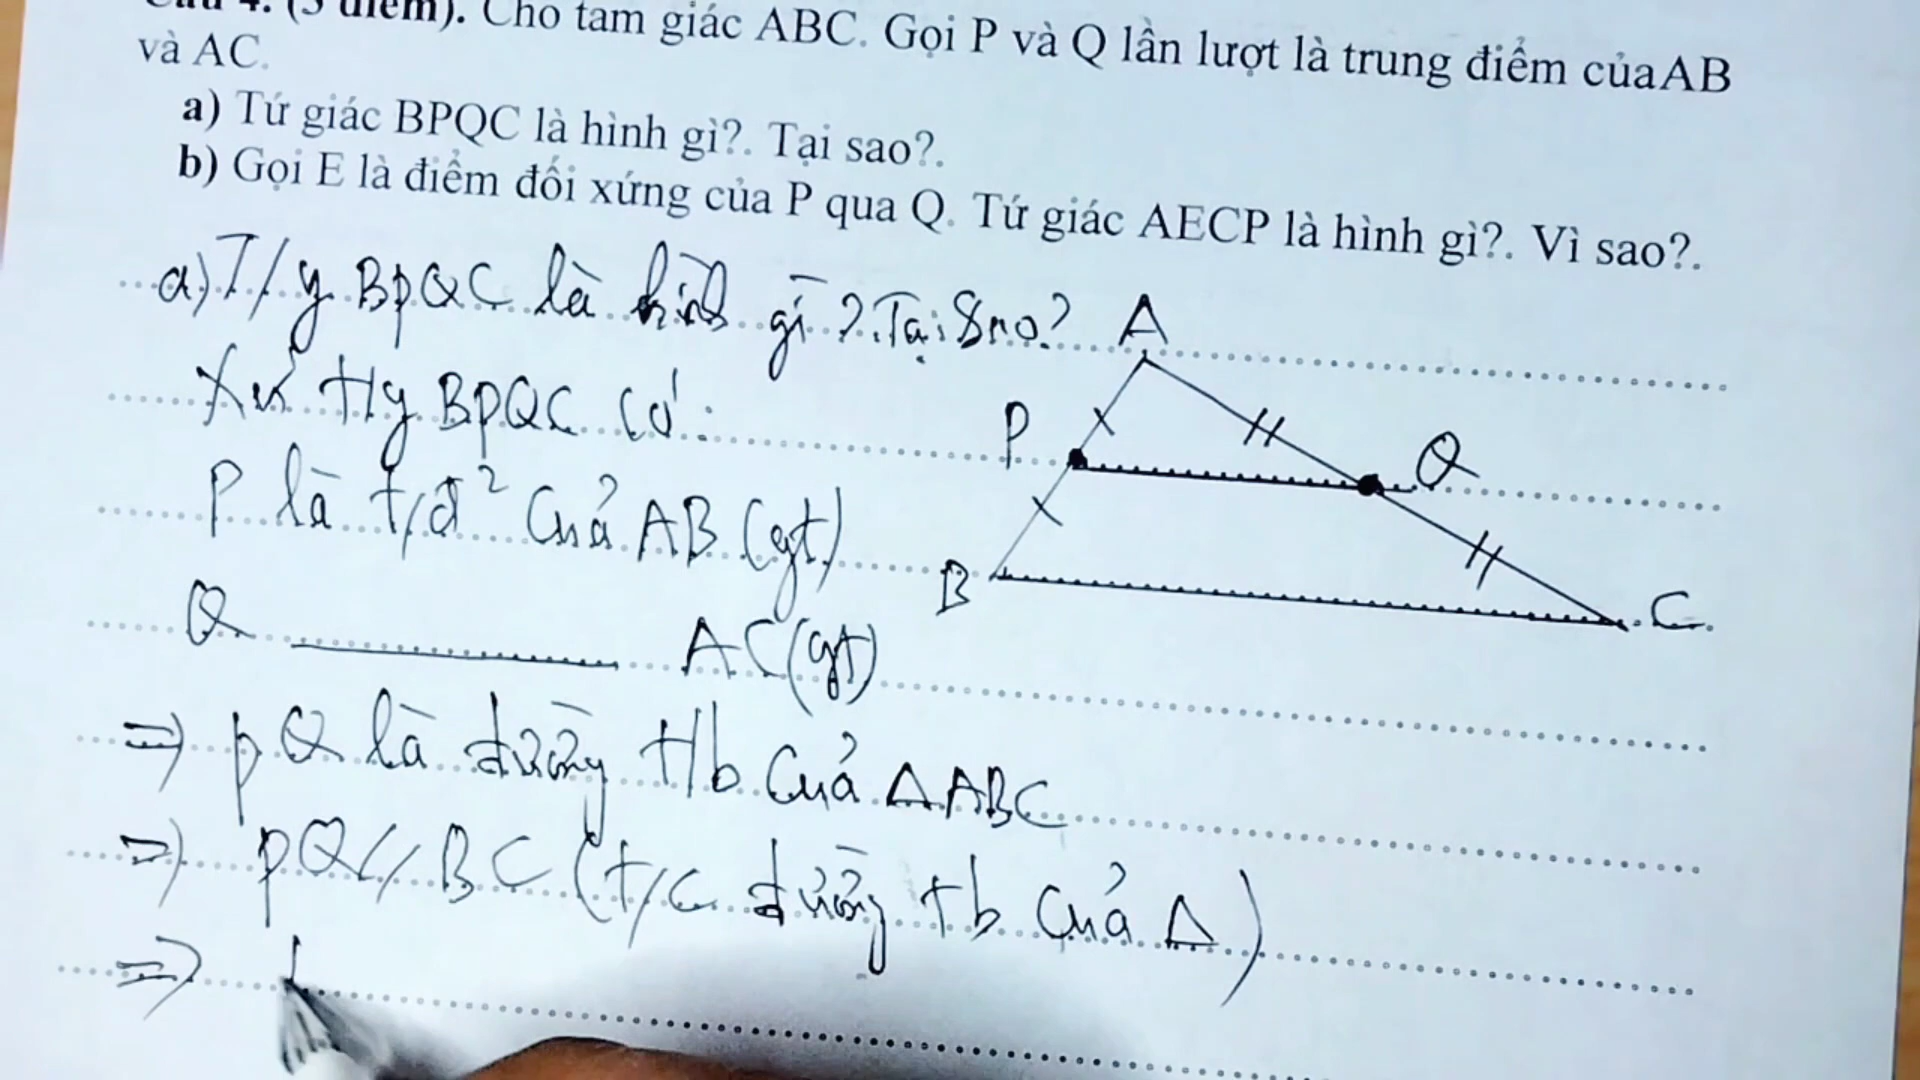 Câu 4. (3 điểm). Cho tam giác ABC. Gọi P và Q lần lượt là trung điểm củaAB
và AC.
a) Tứ giác BPQC là hình gì?. Tại sao?.
b) Gọi E là điểm đối xứng của P qua Q. Tứ giác AECP là hình gì?. Vì sao?.
a) T/g BPQC là hình gì? Tại sao?
Xét t/g BPQC có:
P là t/đ² của AB (gt)
Q ______ AC (gt)
=> PQ là đường t/b của ΔABC
=> PQ // BC (t/c đường tb của Δ)
=>
A
P
Q
B
C